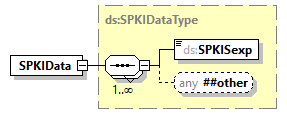 ds:SPKIDataType
SPKIData
ds:SPKISexp
any ##other
1..∞